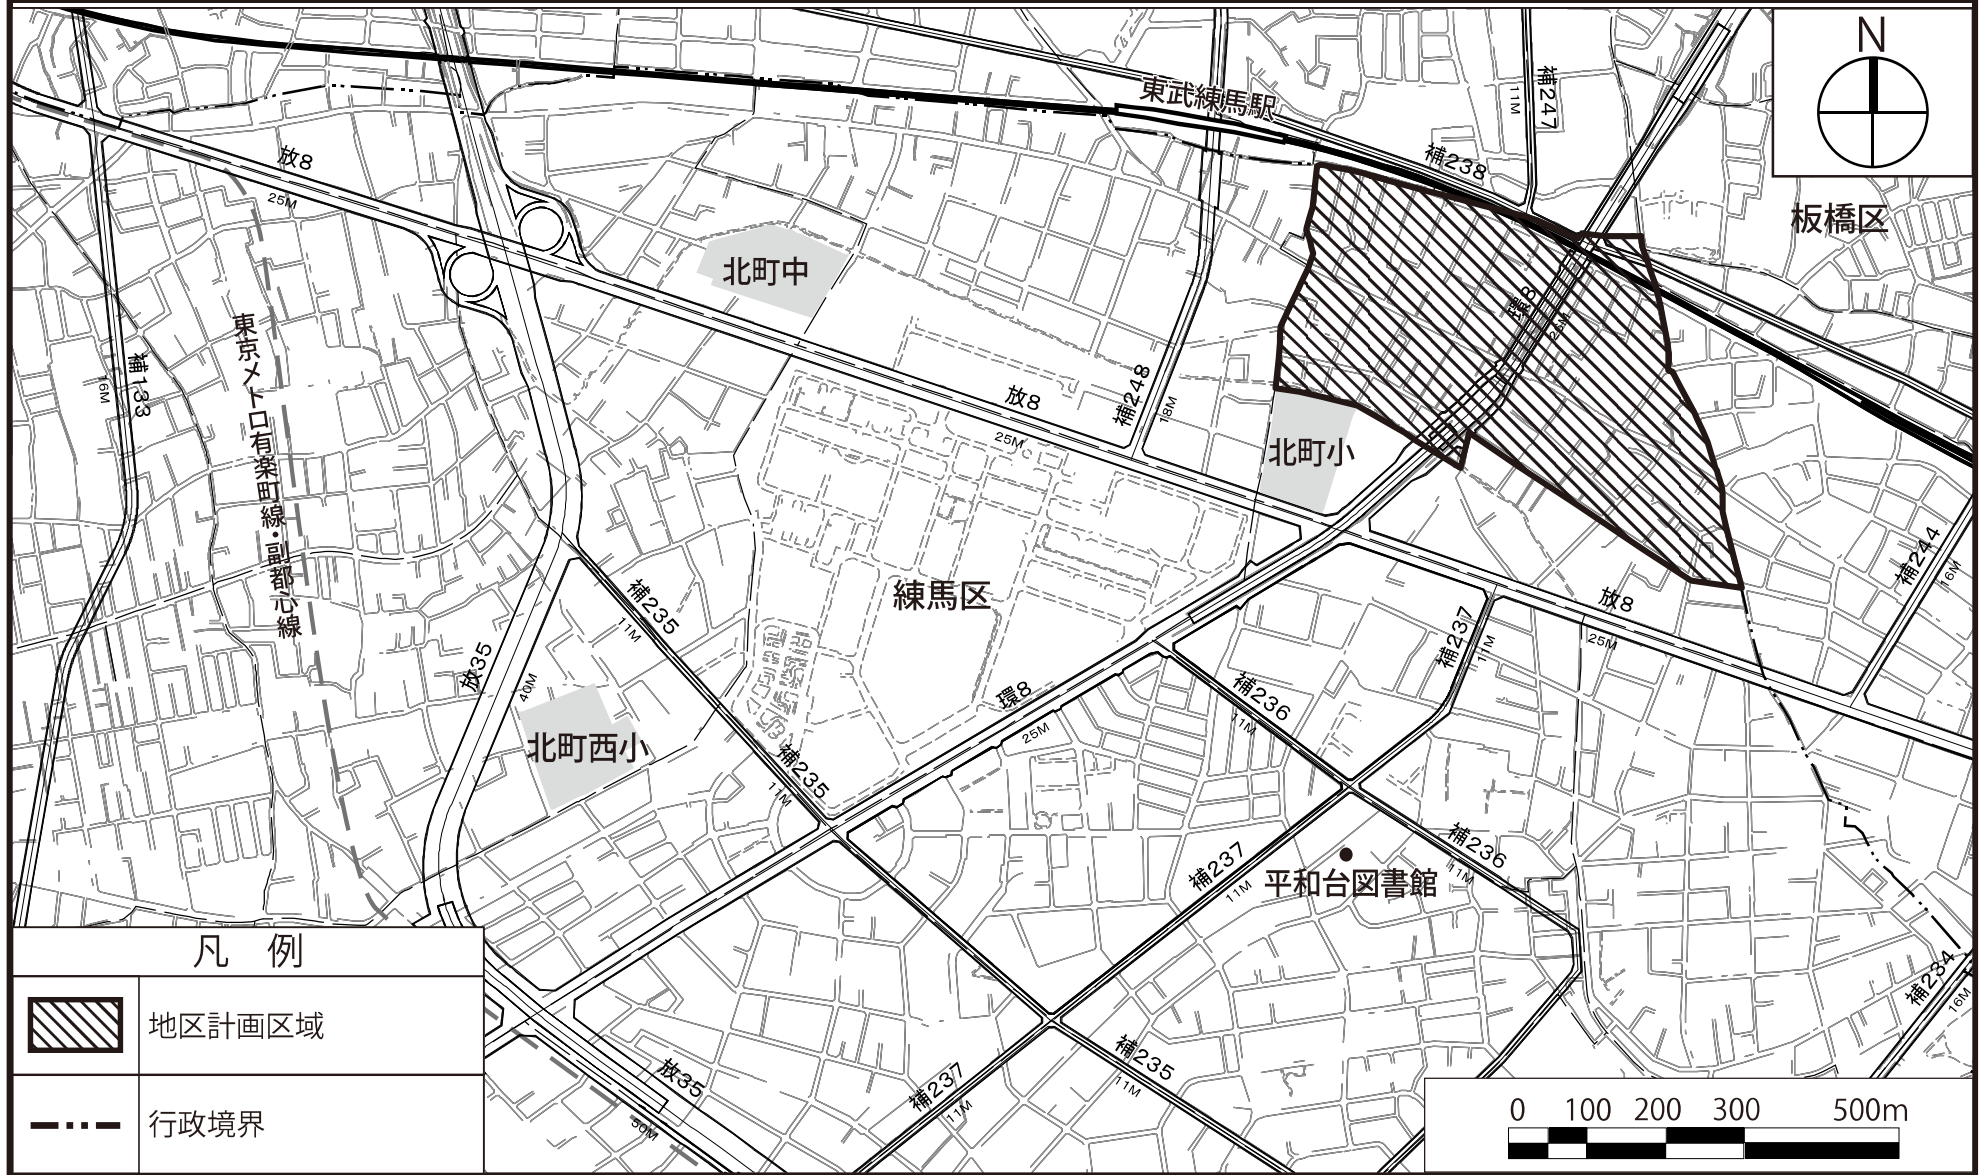 N
東武練馬駅
補247
11M
補238
放8
25M
板橋区
北町中
環8
25M
東京メトロ有楽町線・副都心線
補133
16M
放8
25M
補248
18M
北町小
補244
16M
練馬区
補235
11M
放8
25M
補237
11M
放35
40M
環8
25M
補236
11M
北町西小
補235
11M
補236
11M
補237
11M
平和台図書館
補234
16M
補235
11M
放35
50M
補237
11M
凡 例
地区計画区域
行政境界
0 100 200 300 500m